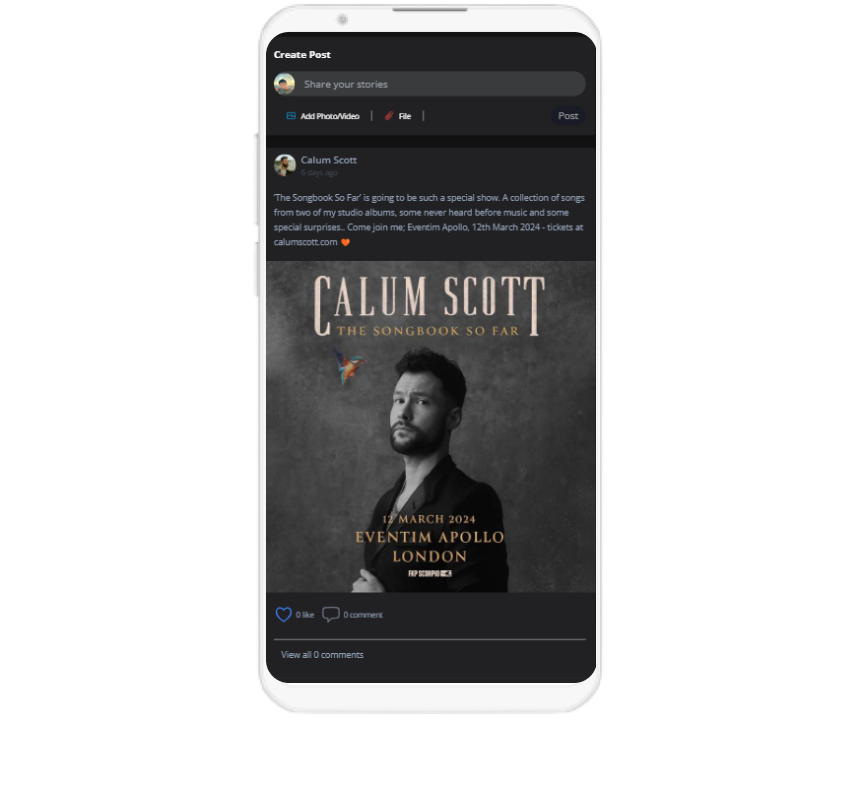 Create Post
Share your stories
Add Photo/Video | File |
Post
Calum Scott
6 days ago
'The Songbook So Far' is going to be such a special show. A collection of songs
from two of my studio albums, some never heard before music and some
special surprises.. Come join me; Eventim Apollo, 12th March 2024 - tickets at
calumscott.com 🧡
CALUM SCOTT
THE SONGBOOK SO FAR
12 MARCH 2024
EVENTIM APOLLO
LONDON
FKP SCORPIO
0 like
0 comment
View all 0 comments